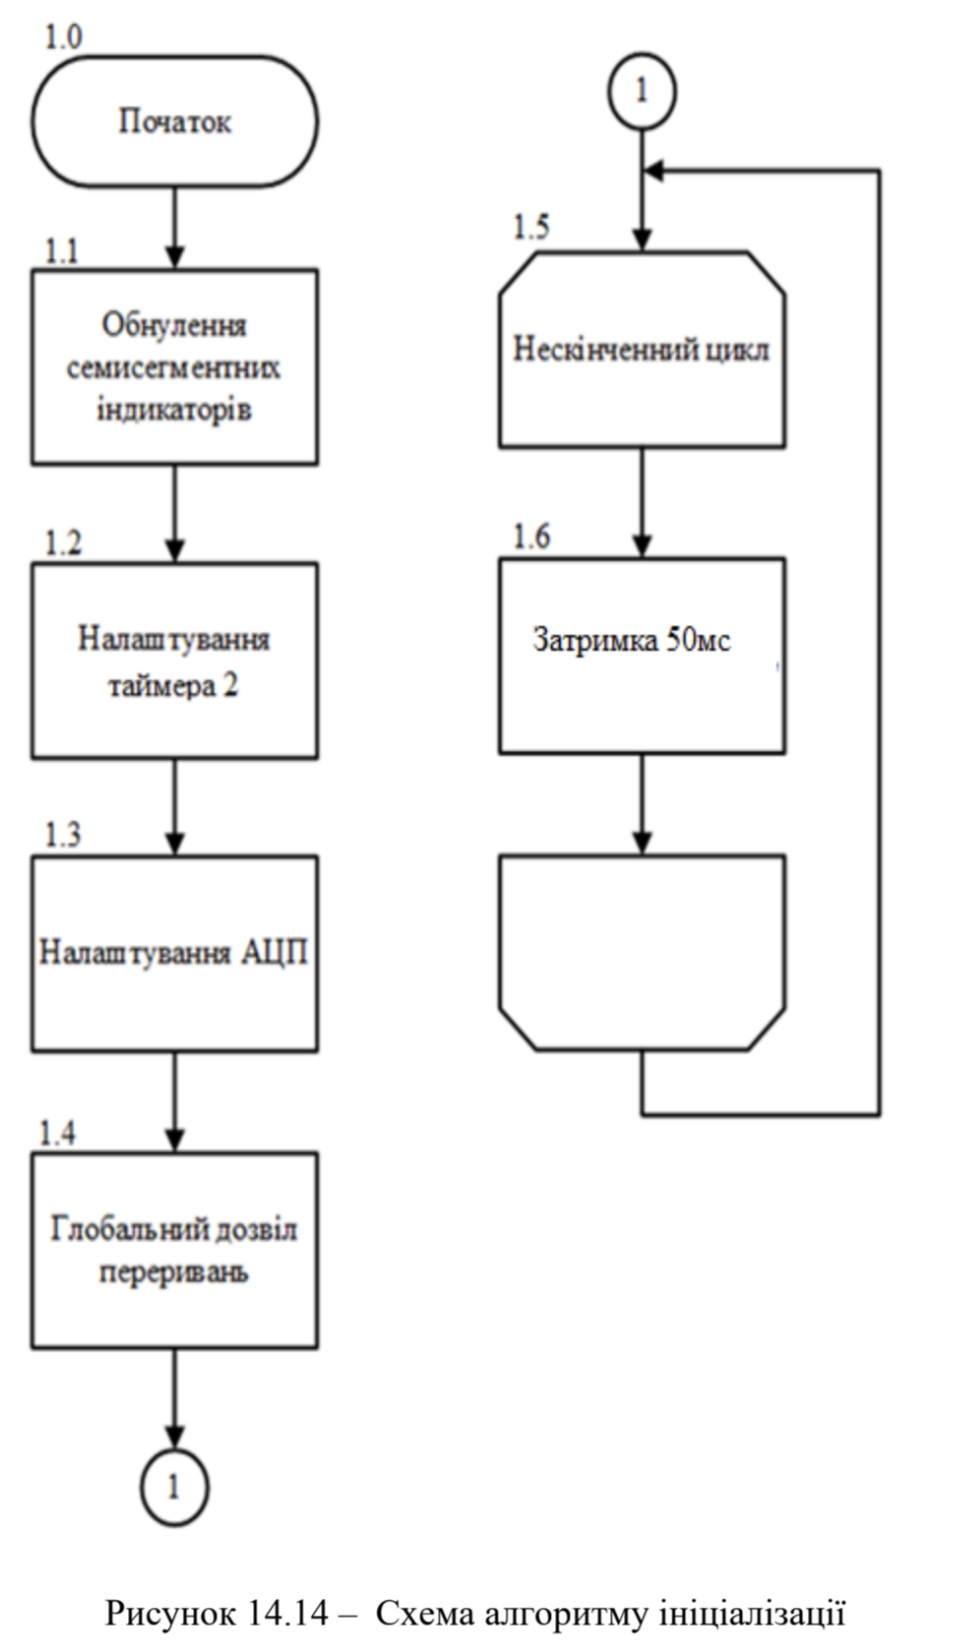 1.0
Початок
1.1
Обнулення
семисегментних
індикаторів
1.2
Налаштування
таймера 2
1.3
Налаштування АЦП
1.4
Глобальний дозвіл
переривань
1
1
1.5
Нескінченний цикл
1.6
Затримка 50мс
Рисунок 14.14 – Схема алгоритму ініціалізації